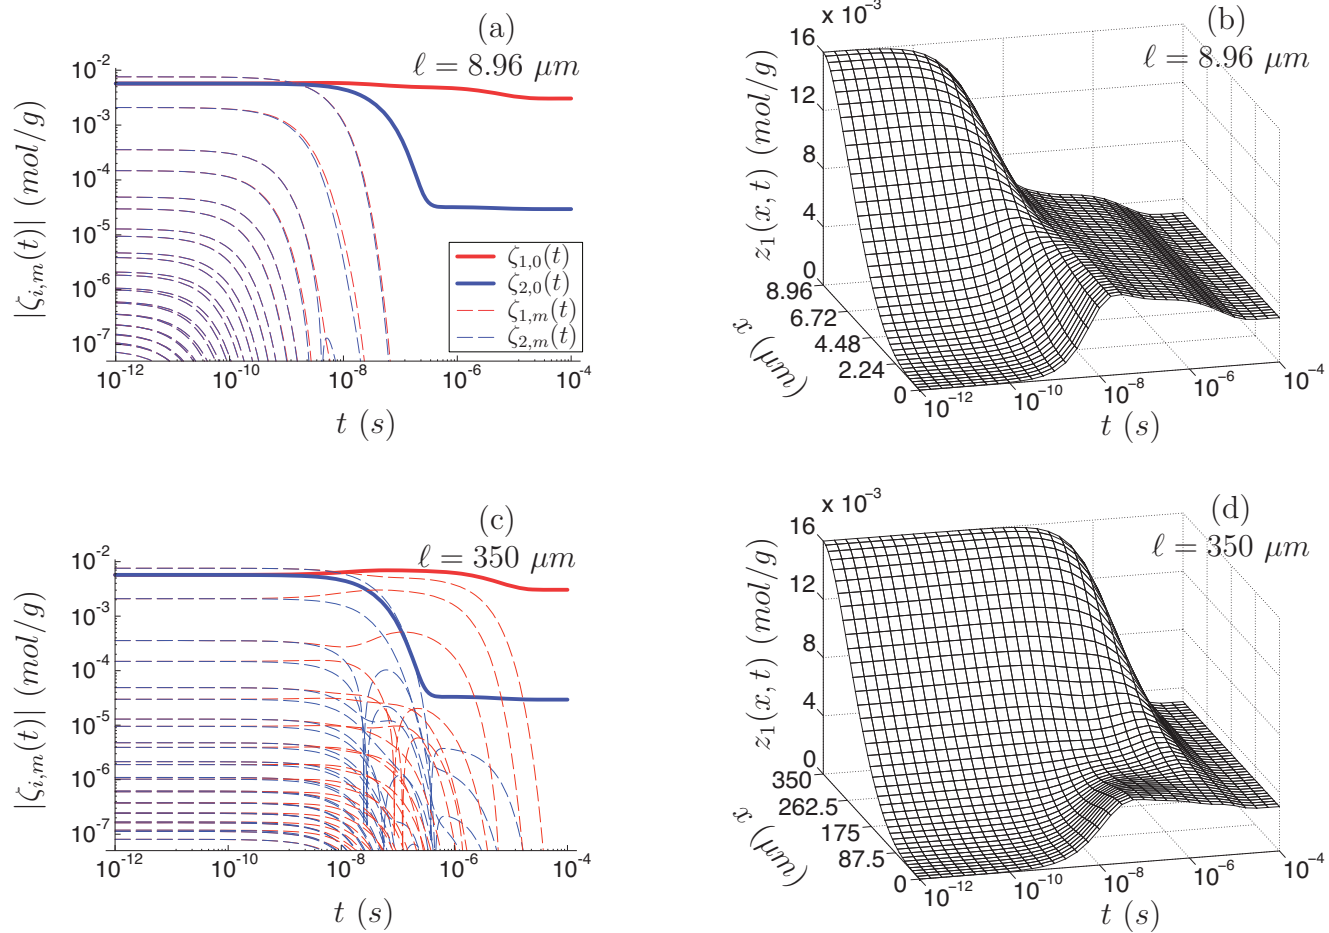 (a)
ℓ = 8.96 μm
|ζ_{i,m}(t)| (mol/g)
10^{-2}
10^{-3}
10^{-4}
10^{-5}
10^{-6}
10^{-7}
ζ_{1,0}(t)
ζ_{2,0}(t)
ζ_{1,m}(t)
ζ_{2,m}(t)
10^{-12} 10^{-10} 10^{-8} 10^{-6} 10^{-4}
t (s)
(b)
ℓ = 8.96 μm
x 10^{-3}
z_1(x, t) (mol/g)
16
12
8
4
0
8.96
6.72
4.48
2.24
0
x (μm)
10^{-12} 10^{-10} 10^{-8} 10^{-6} 10^{-4}
t (s)
(c)
ℓ = 350 μm
|ζ_{i,m}(t)| (mol/g)
10^{-2}
10^{-3}
10^{-4}
10^{-5}
10^{-6}
10^{-7}
10^{-12} 10^{-10} 10^{-8} 10^{-6} 10^{-4}
t (s)
(d)
ℓ = 350 μm
x 10^{-3}
z_1(x, t) (mol/g)
16
12
8
4
0
350
262.5
175
87.5
0
x (μm)
10^{-12} 10^{-10} 10^{-8} 10^{-6} 10^{-4}
t (s)